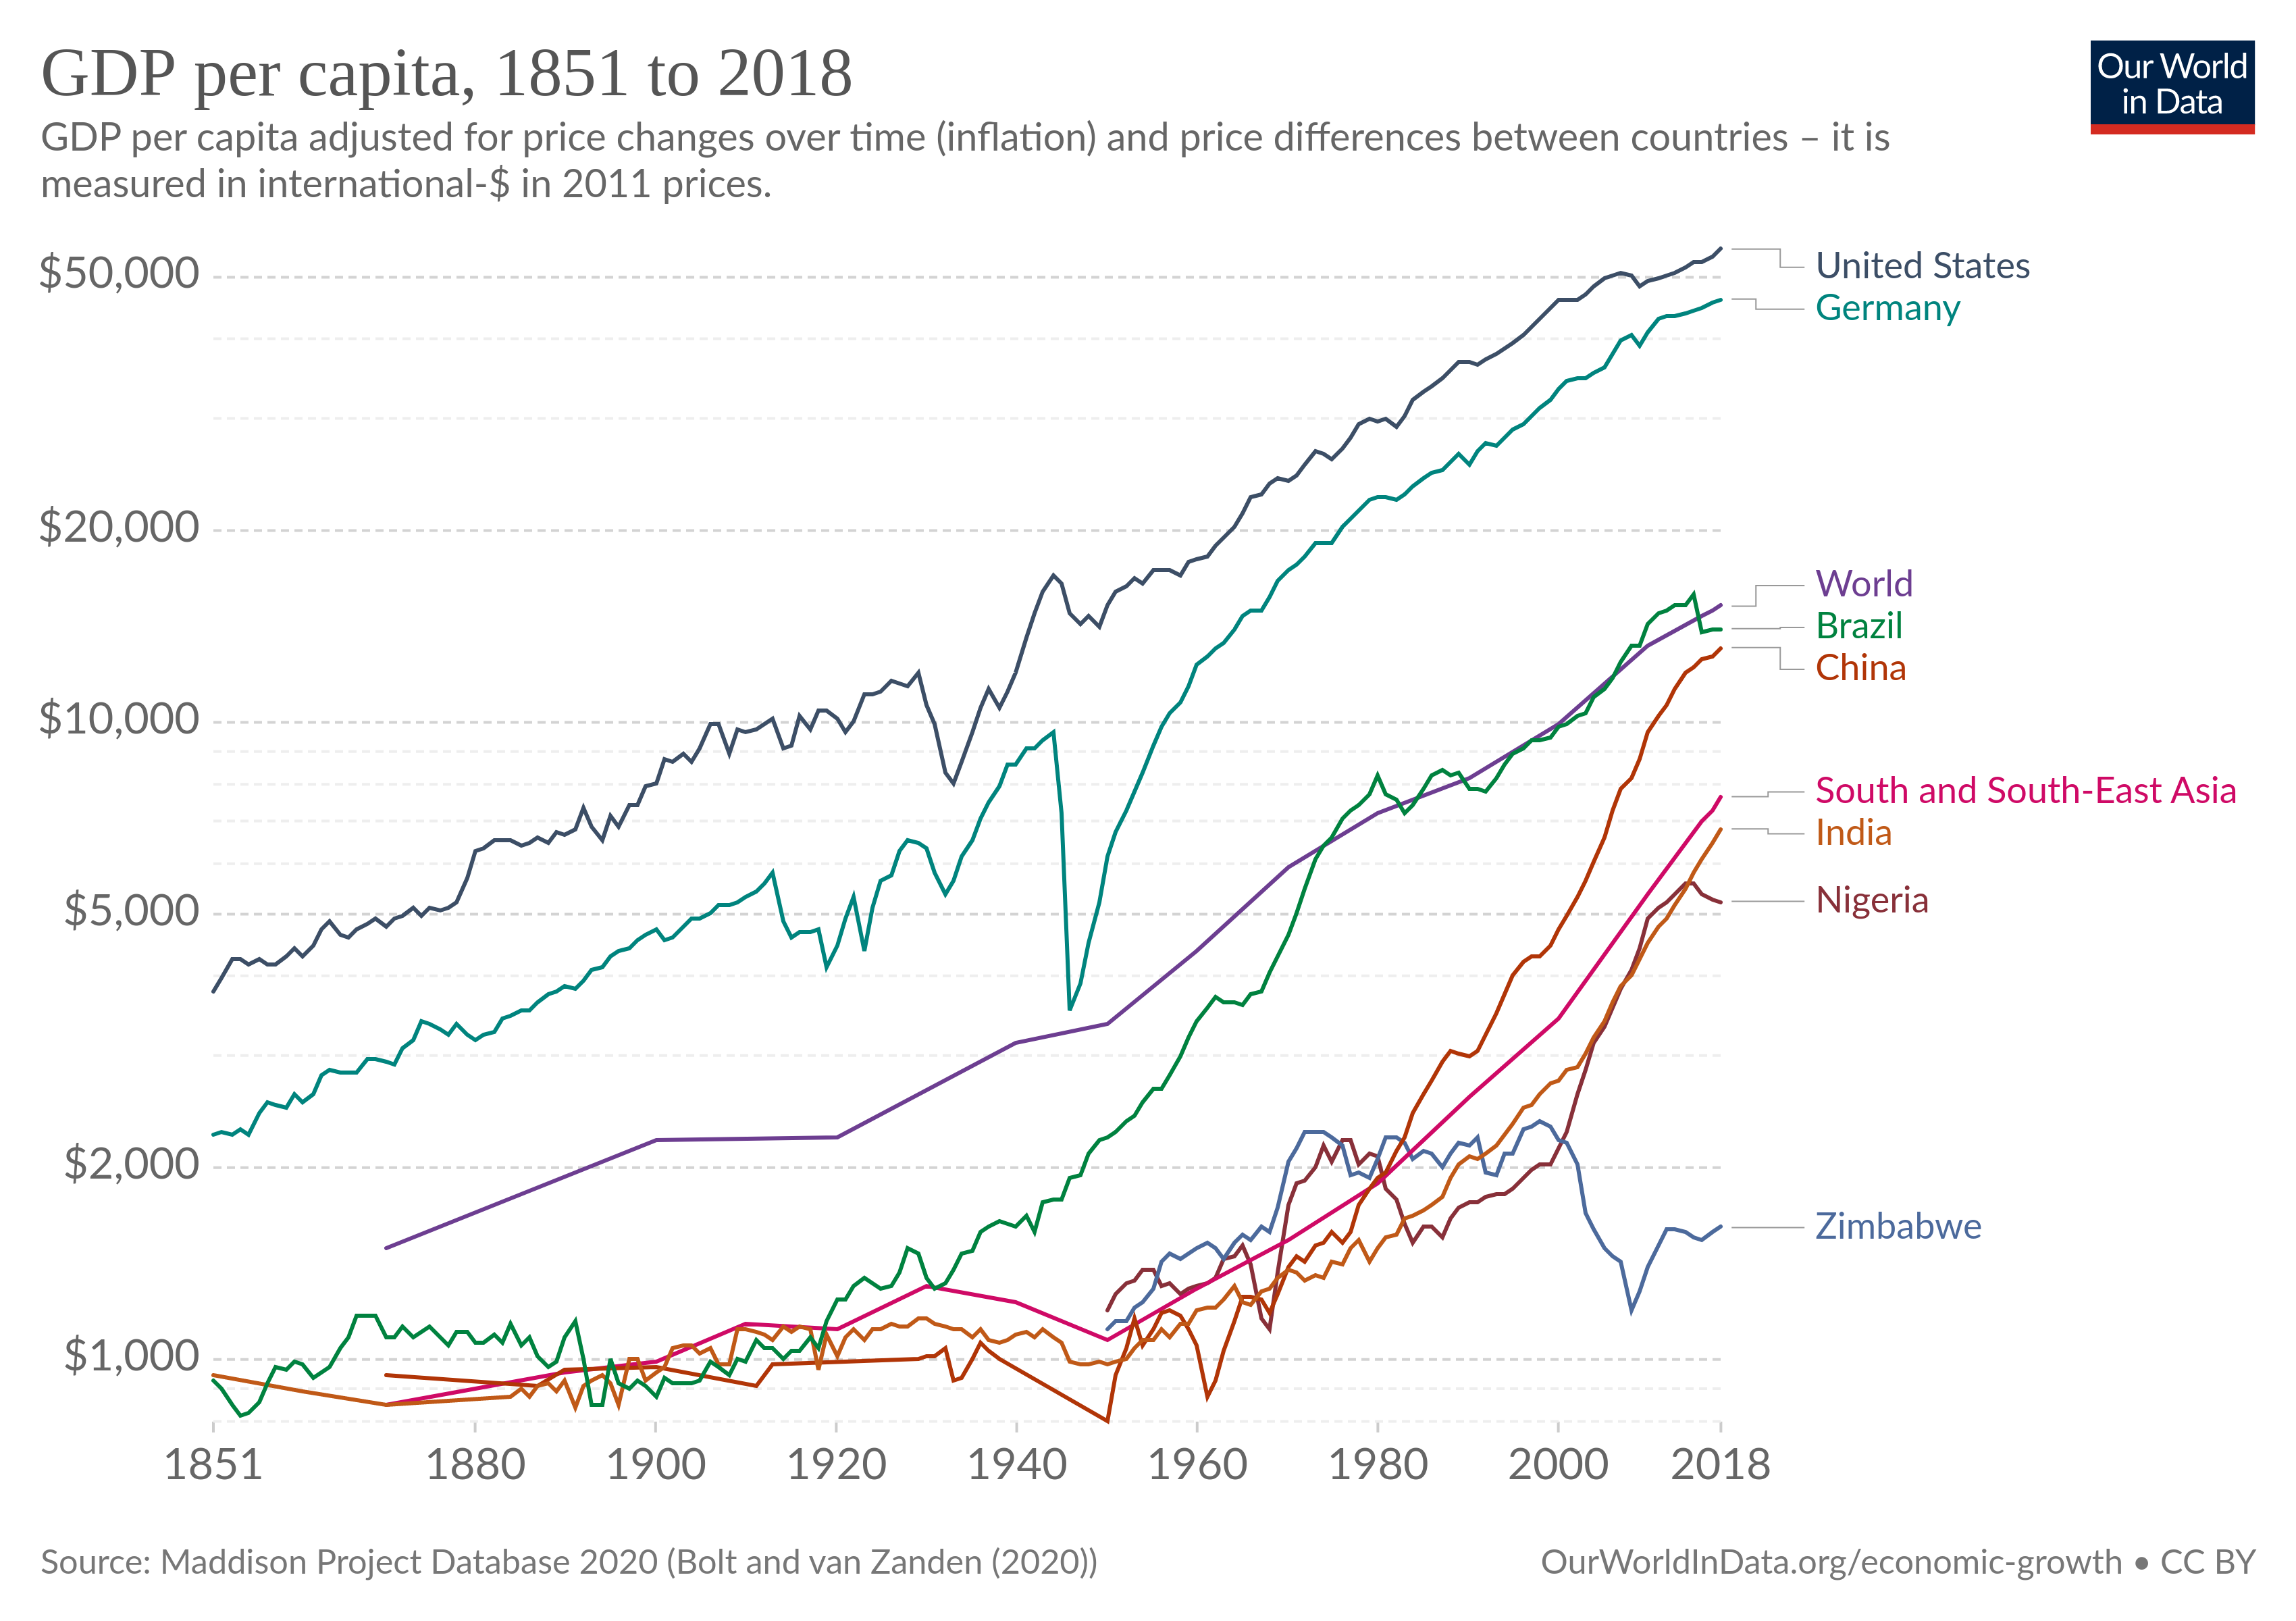 GDP per capita, 1851 to 2018
GDP per capita adjusted for price changes over time (inflation) and price differences between countries – it is
measured in international-$ in 2011 prices.
Our World
in Data
$50,000
$20,000
$10,000
$5,000
$2,000
$1,000
United States
Germany
World
Brazil
China
South and South-East Asia
India
Nigeria
Zimbabwe
1851 1880 1900 1920 1940 1960 1980 2000 2018
Source: Maddison Project Database 2020 (Bolt and van Zanden (2020))
OurWorldInData.org/economic-growth • CC BY